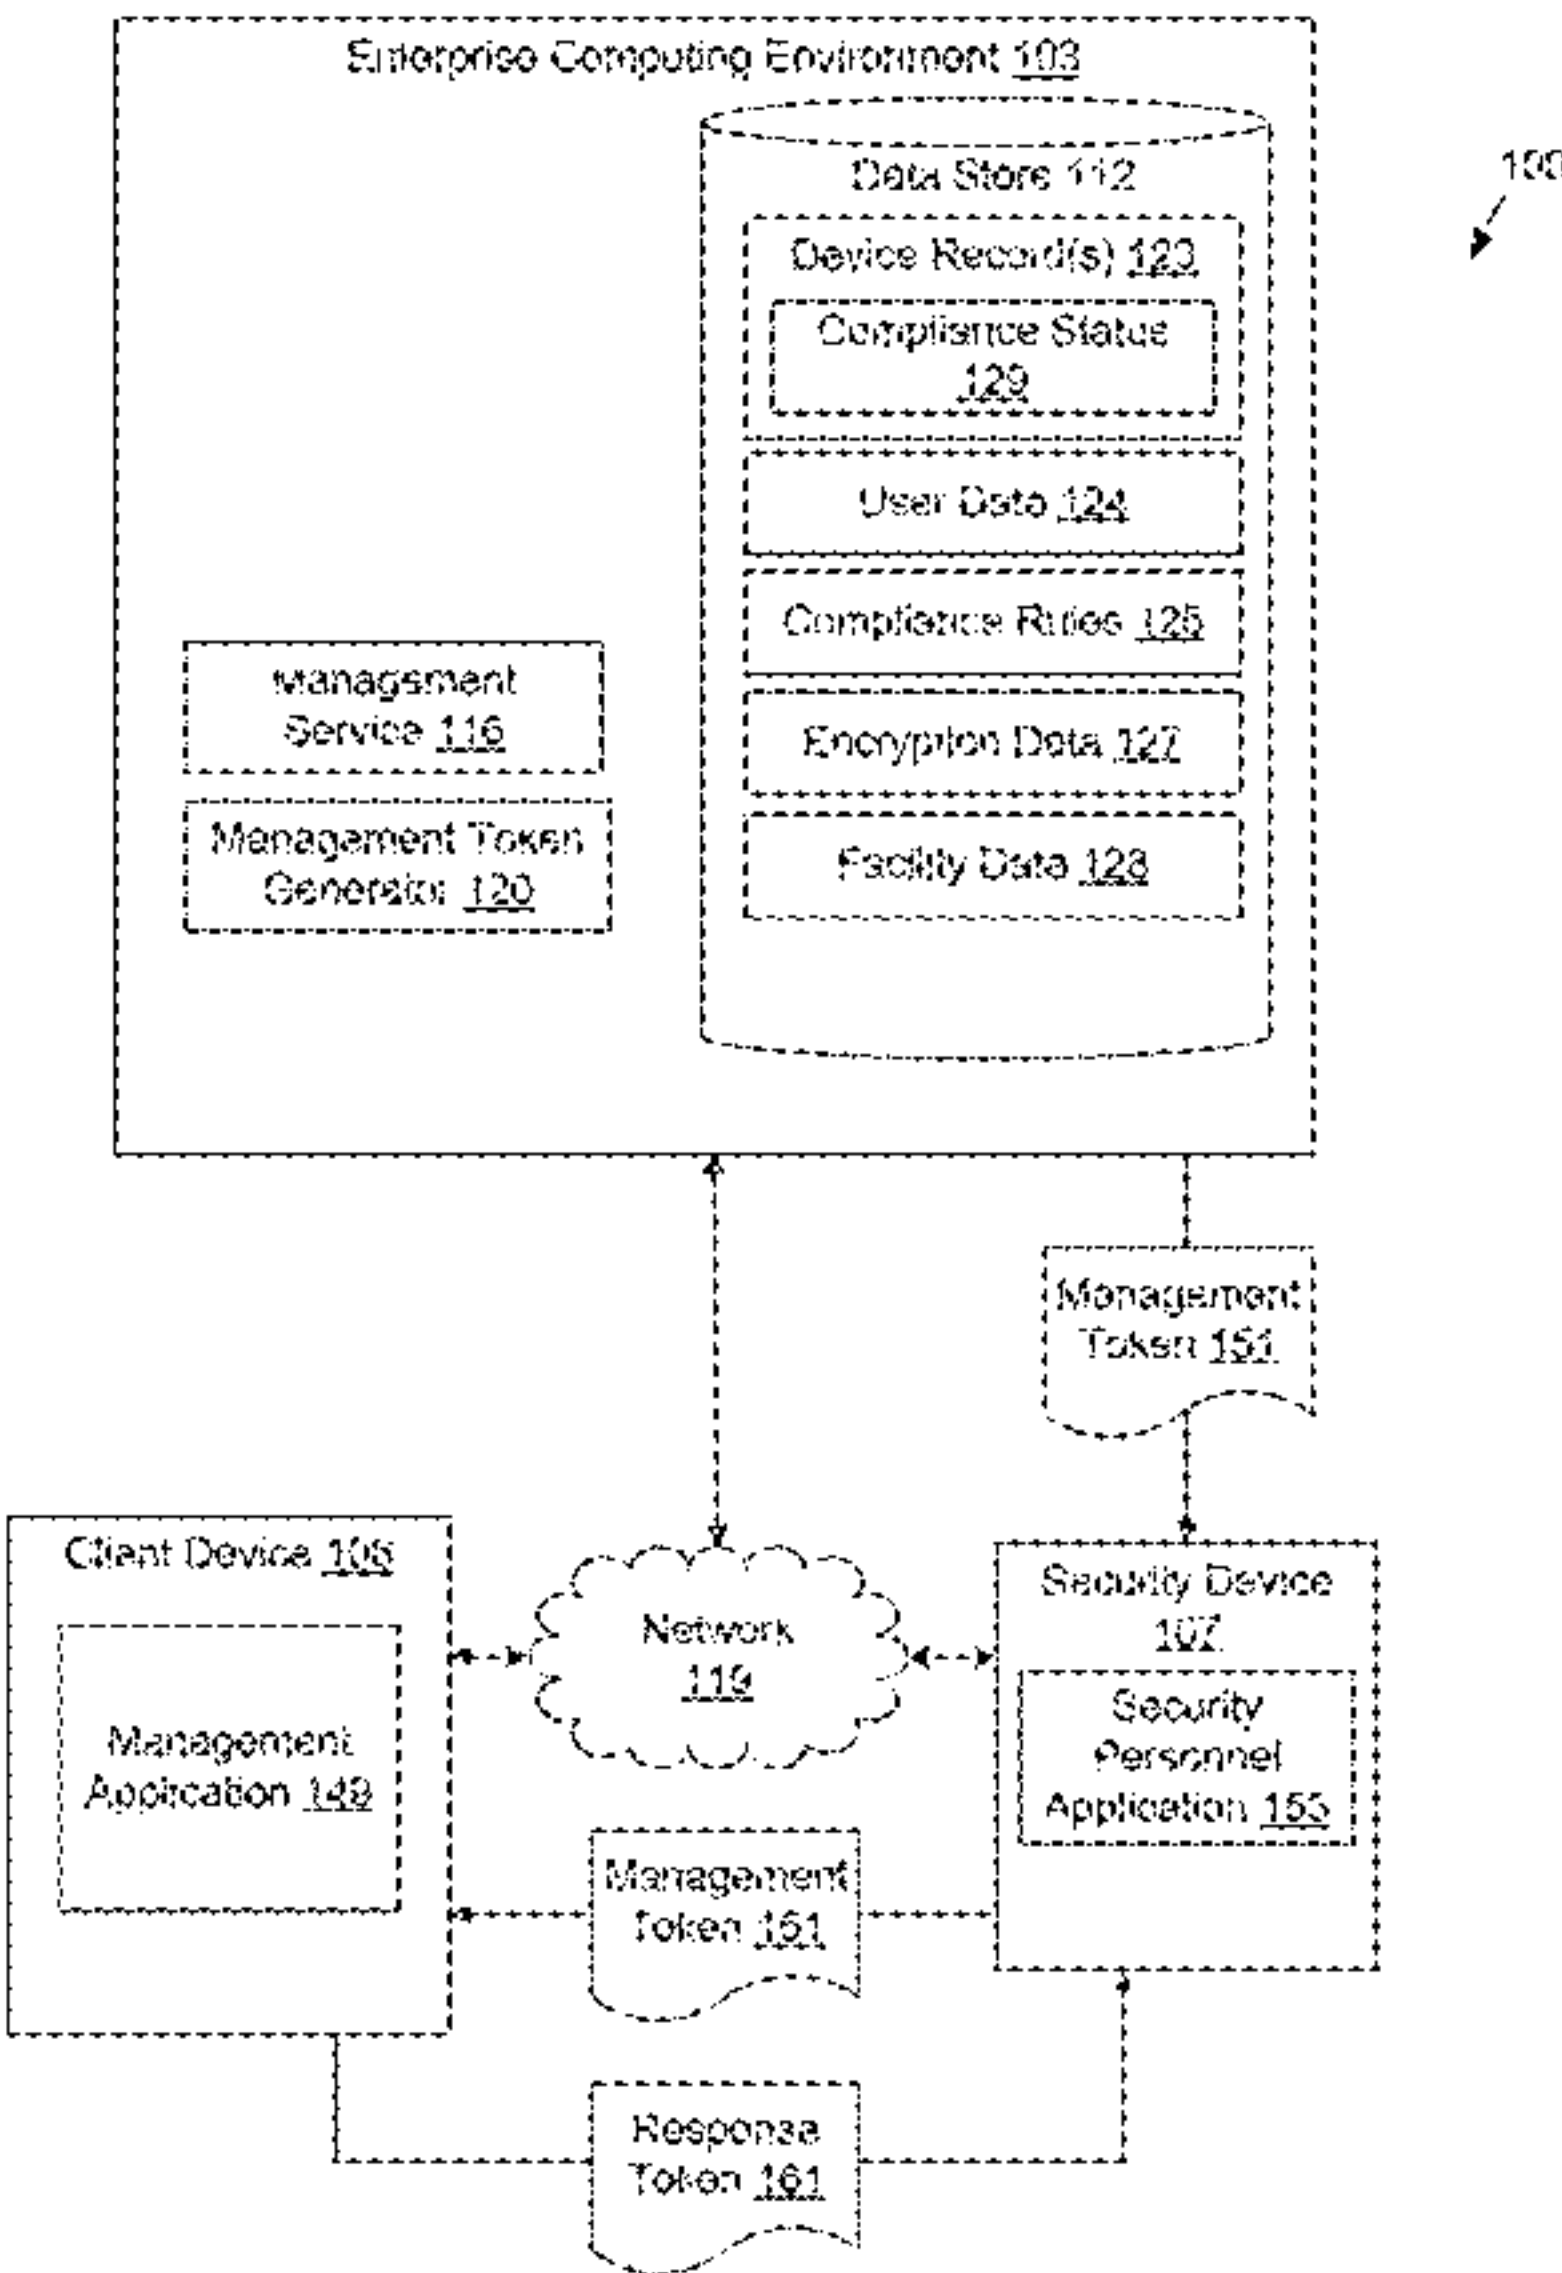 Enterprise Computing Environment 103
100
Data Store 112
Device Record(s) 123
Compliance Status
129
User Data 124
Compliance Rules 125
Encryption Data 127
Facility Data 128
Management
Service 116
Management Token
Generator 120
Management
Token 151
Client Device 106
Management
Application 149
Network
119
Security Device
107
Security
Personnel
Application 155
Management
Token 151
Response
Token 161